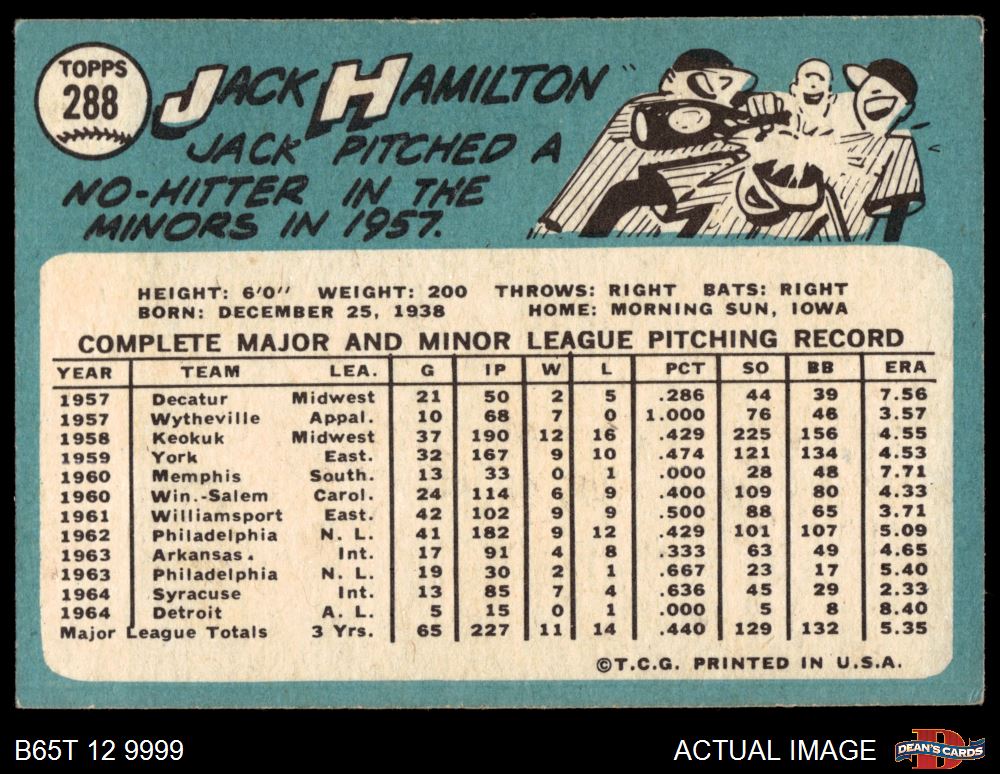 TOPPS
288
JACK HAMILTON
JACK PITCHED A
NO-HITTER IN THE
MINORS IN 1957.
HEIGHT: 6'0" WEIGHT: 200 THROWS: RIGHT BATS: RIGHT
BORN: DECEMBER 25, 1938 HOME: MORNING SUN, IOWA
COMPLETE MAJOR AND MINOR LEAGUE PITCHING RECORD
YEAR TEAM LEA. G IP W L PCT SO BB ERA
1957 Decatur Midwest 21 50 2 5 .286 44 39 7.56
1957 Wytheville Appal. 10 68 7 0 1.000 76 46 3.57
1958 Keokuk Midwest 37 190 12 16 .429 225 156 4.55
1959 York East. 32 167 9 10 .474 121 134 4.53
1960 Memphis South. 13 33 0 1 .000 28 48 7.71
1960 Win.-Salem Carol. 24 114 6 9 .400 109 80 4.33
1961 Williamsport East. 42 102 9 9 .500 88 65 3.71
1962 Philadelphia N. L. 41 182 9 12 .429 101 107 5.09
1963 Arkansas. Int. 17 91 4 8 .333 63 49 4.65
1963 Philadelphia N. L. 19 30 2 1 .667 23 17 5.40
1964 Syracuse Int. 13 85 7 4 .636 45 29 2.33
1964 Detroit A. L. 5 15 0 1 .000 5 8 8.40
Major League Totals 3 Yrs. 65 227 11 14 .440 129 132 5.35
©T.C.G. PRINTED IN U.S.A.
B65T 12 9999 ACTUAL IMAGE DEAN'S CARDS